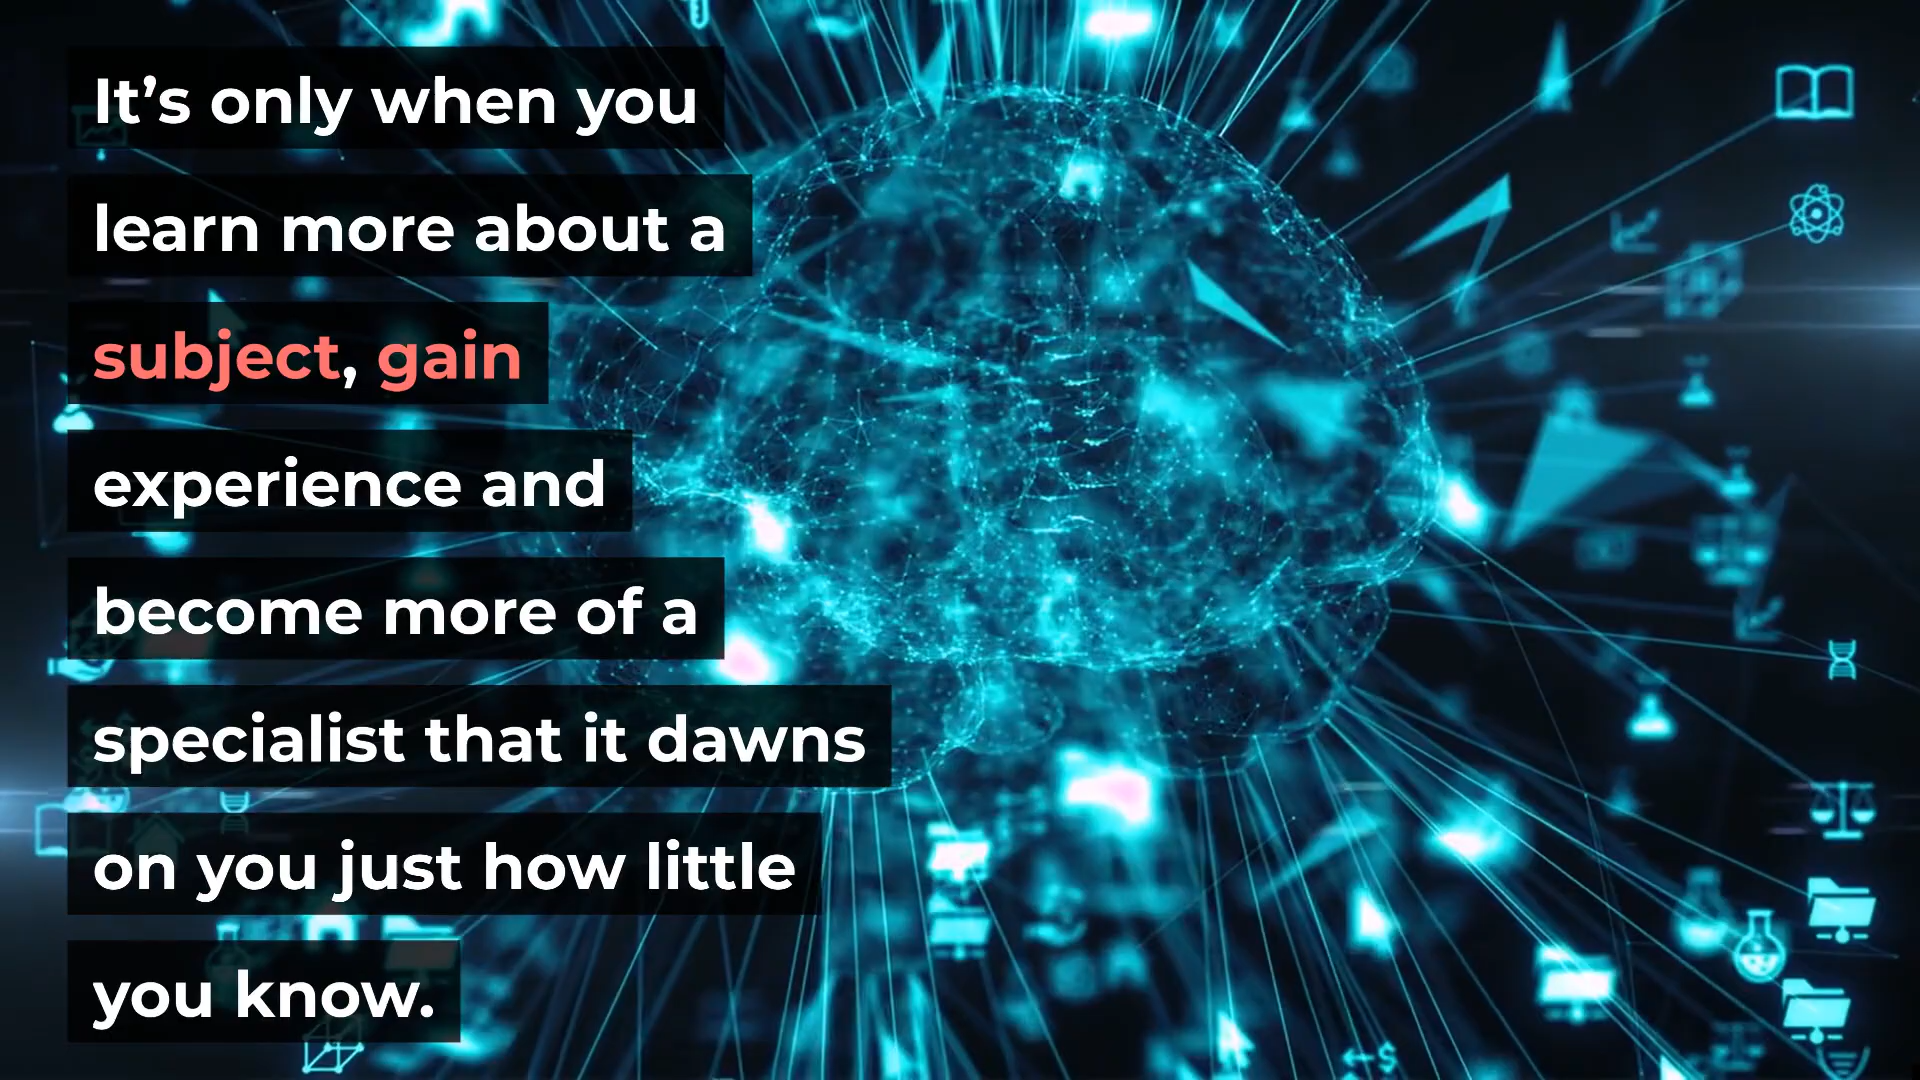 It’s only when you
learn more about a
subject, gain
experience and
become more of a
specialist that it dawns
on you just how little
you know.